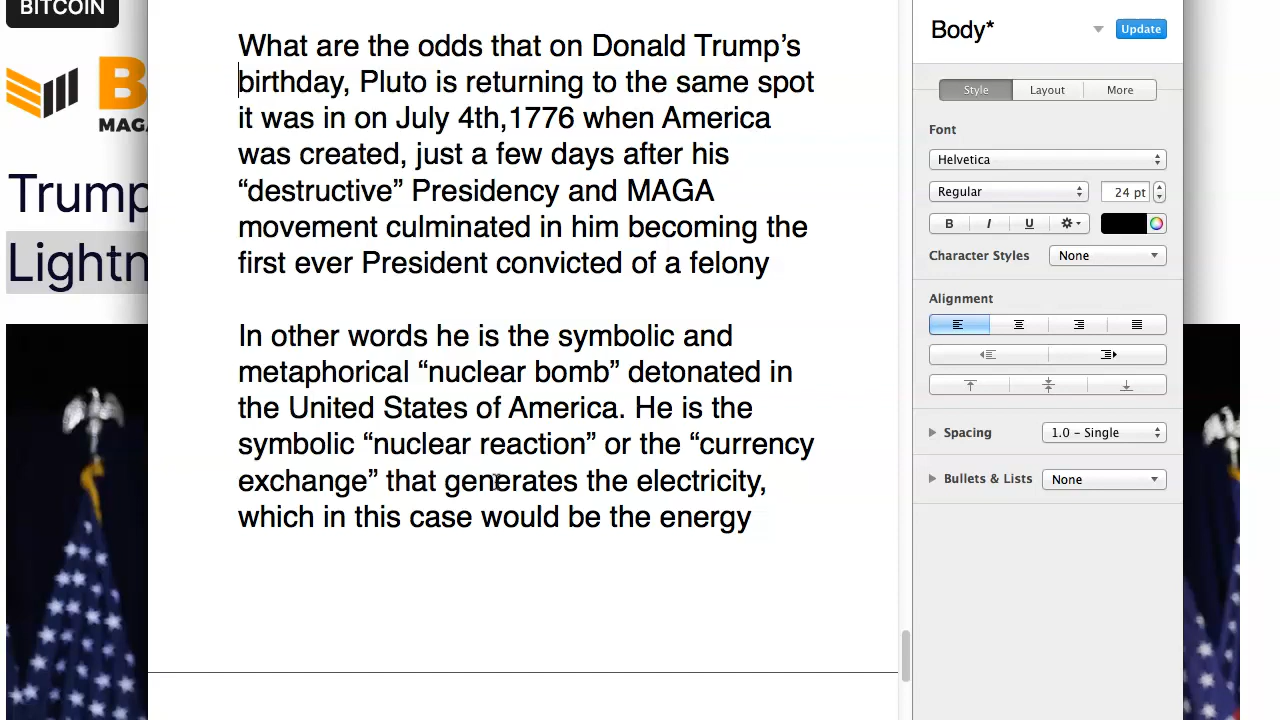 BITCOIN
B
MAGA
Trump
Lightn
What are the odds that on Donald Trump’s
birthday, Pluto is returning to the same spot
it was in on July 4th,1776 when America
was created, just a few days after his
“destructive” Presidency and MAGA
movement culminated in him becoming the
first ever President convicted of a felony
In other words he is the symbolic and
metaphorical “nuclear bomb” detonated in
the United States of America. He is the
symbolic “nuclear reaction” or the “currency
exchange” that generates the electricity,
which in this case would be the energy
Body*
Update
Style Layout More
Font
Helvetica
Regular 24 pt
B I U
Character Styles None
Alignment
Spacing 1.0 – Single
Bullets & Lists None